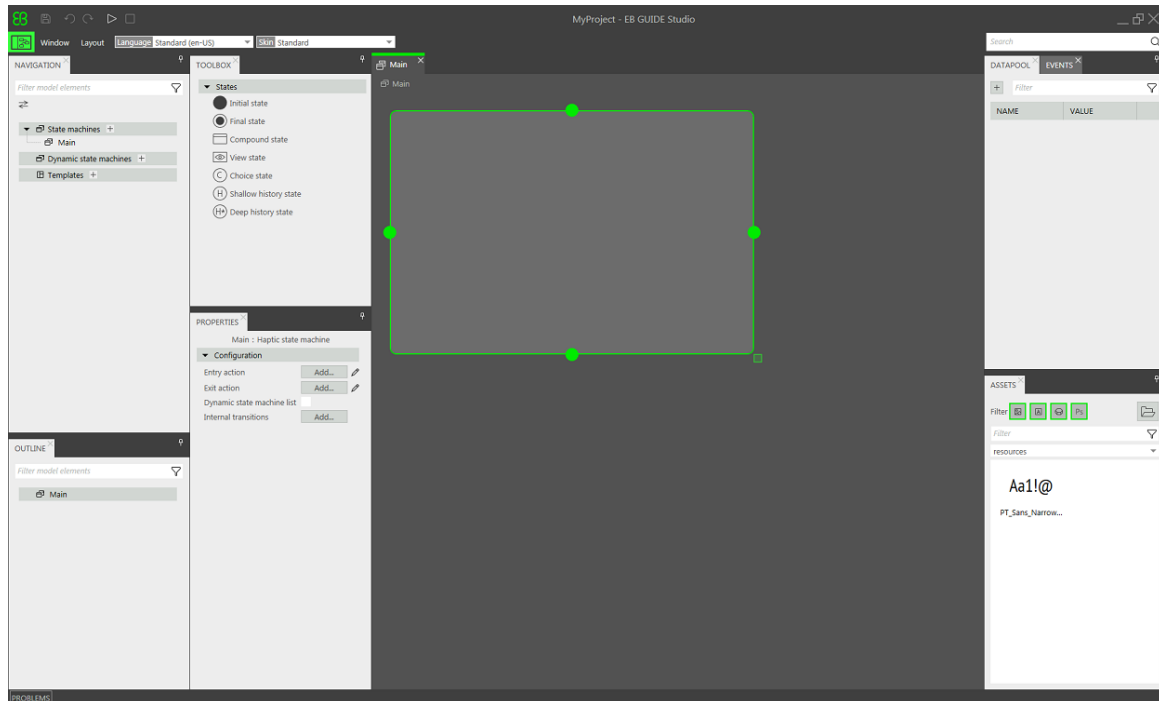 EB
MyProject - EB GUIDE Studio
Window Layout Language Standard (en-US) Skin Standard
Search
NAVIGATION
Filter model elements
State machines +
Main
Dynamic state machines +
Templates +
OUTLINE
Filter model elements
Main
TOOLBOX
States
Initial state
Final state
Compound state
View state
C Choice state
H Shallow history state
H* Deep history state
PROPERTIES
Main : Haptic state machine
Configuration
Entry action Add...
Exit action Add...
Dynamic state machine list
Internal transitions Add...
Main
Main
DATAPOOL EVENTS
+ Filter
NAME VALUE
ASSETS
Filter A Ps
Filter
resources
Aa1!@
PT_Sans_Narrow...
PROBLEMS